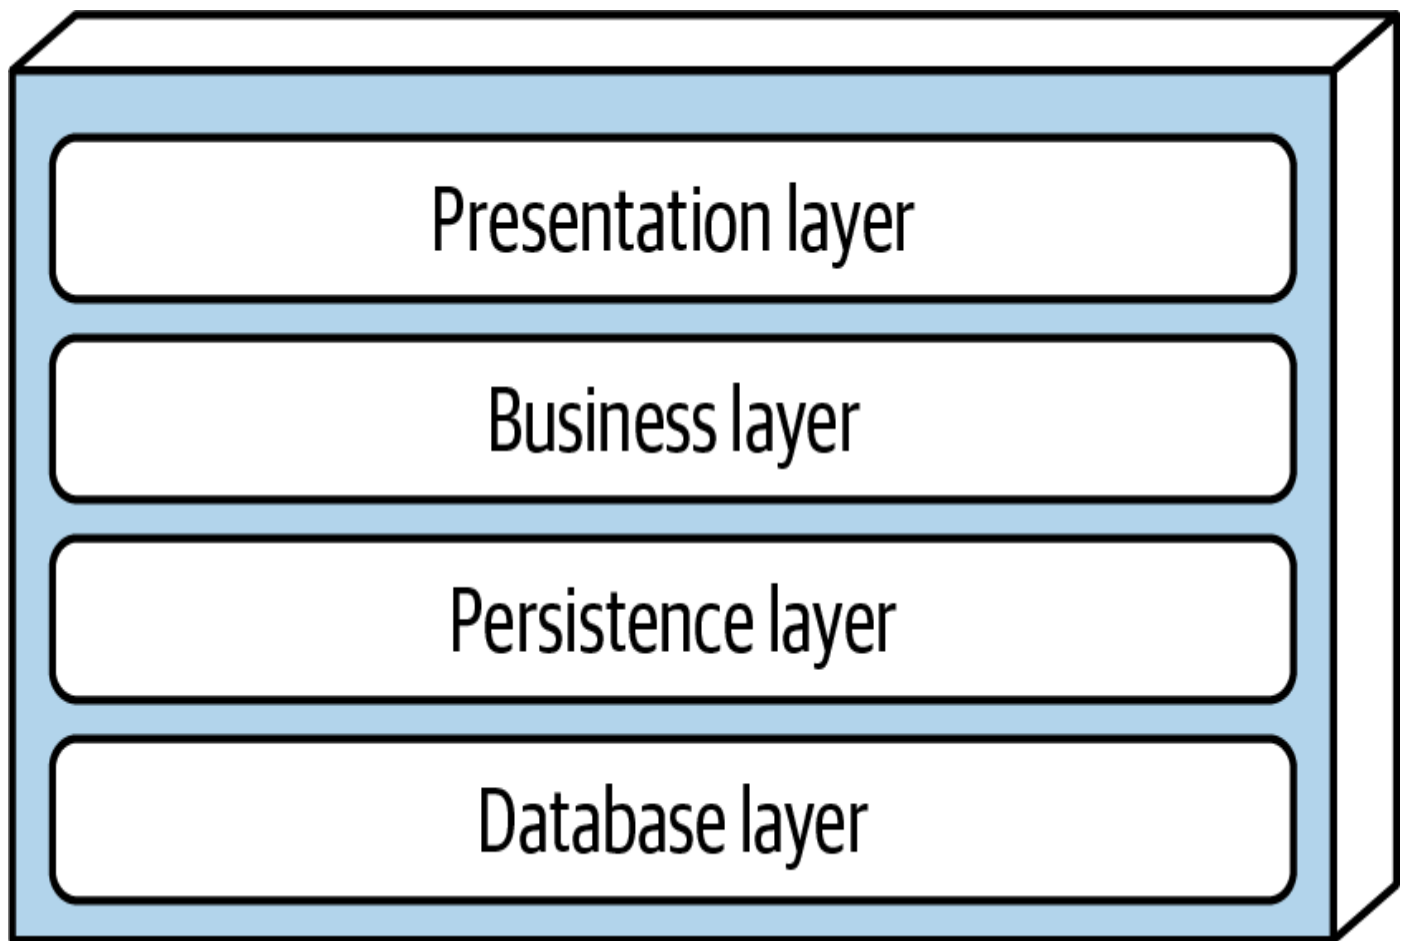 Presentation layer
Business layer
Persistence layer
Database layer